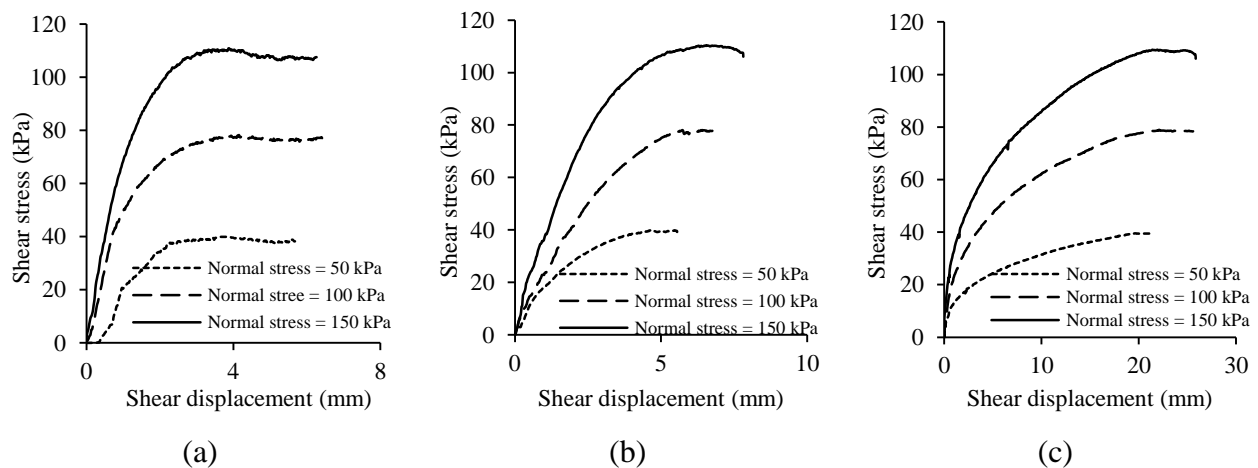 120
100
80
60
40
20
0
Shear stress (kPa)
Normal stress = 50 kPa
Normal stree = 100 kPa
Normal stress = 150 kPa
0 4 8
Shear displacement (mm)
(a)
120
100
80
60
40
20
0
Shear stress (kPa)
Normal stress = 50 kPa
Normal stress = 100 kPa
Normal stress = 150 kPa
0 5 10
Shear displacement (mm)
(b)
120
100
80
60
40
20
0
Shear stress (kPa)
Normal stress = 50 kPa
Normal stress = 100 kPa
Normal stress = 150 kPa
0 10 20 30
Shear displacement (mm)
(c)